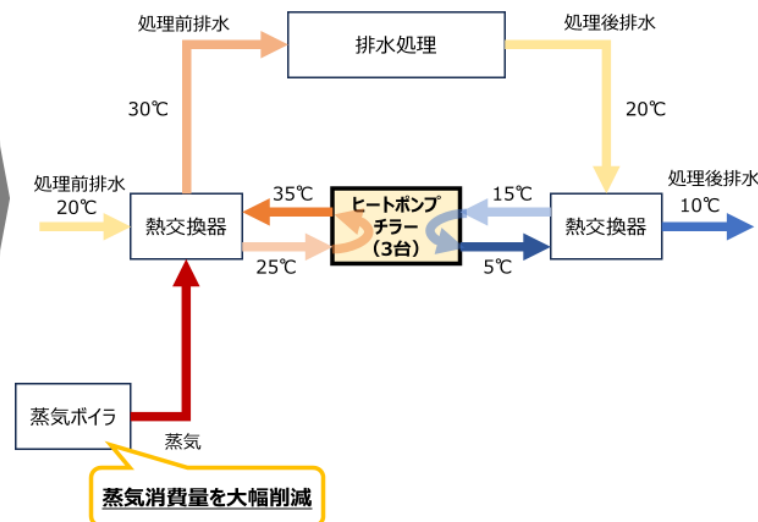 処理前排水
排水処理
処理後排水
30℃
20℃
処理前排水
20℃
熱交換器
35℃
25℃
ヒートポンプ
チラー
（3台）
15℃
5℃
熱交換器
処理後排水
10℃
蒸気ボイラ
蒸気
蒸気消費量を大幅削減